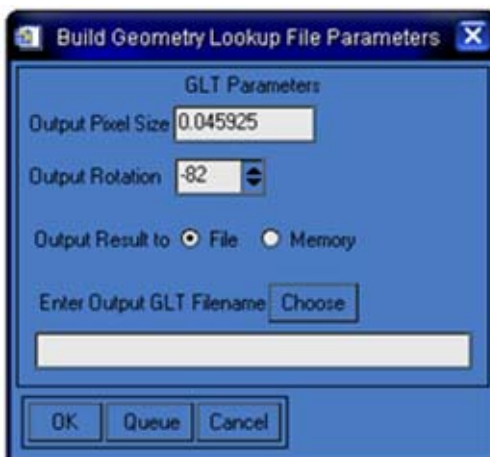 Build Geometry Lookup File Parameters
GLT Parameters
Output Pixel Size 0.045925
Output Rotation -82
Output Result to File Memory
Enter Output GLT Filename Choose
OK Queue Cancel